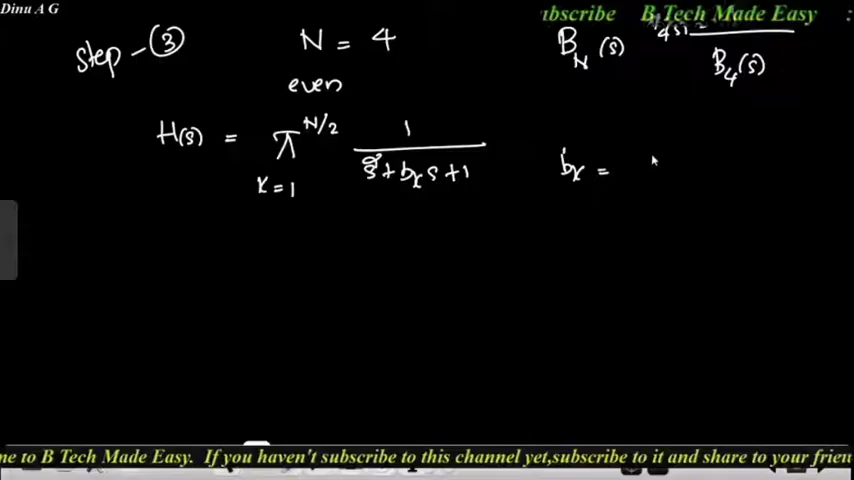 Dinu A G
ubscribe B Tech Made Easy :
step - ③ N = 4 B_N (s) B_4(s)
even
H(s) = π^{N/2}_{K=1} 1 / s²+b_K s+1 b_K =
me to B Tech Made Easy. If you haven't subscribe to this channel yet,subscribe to it and share to your frien